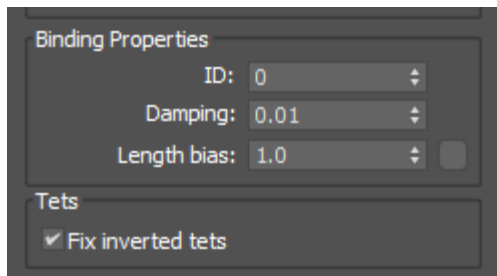 Binding Properties
ID: 0
Damping: 0.01
Length bias: 1.0
Tets
Fix inverted tets